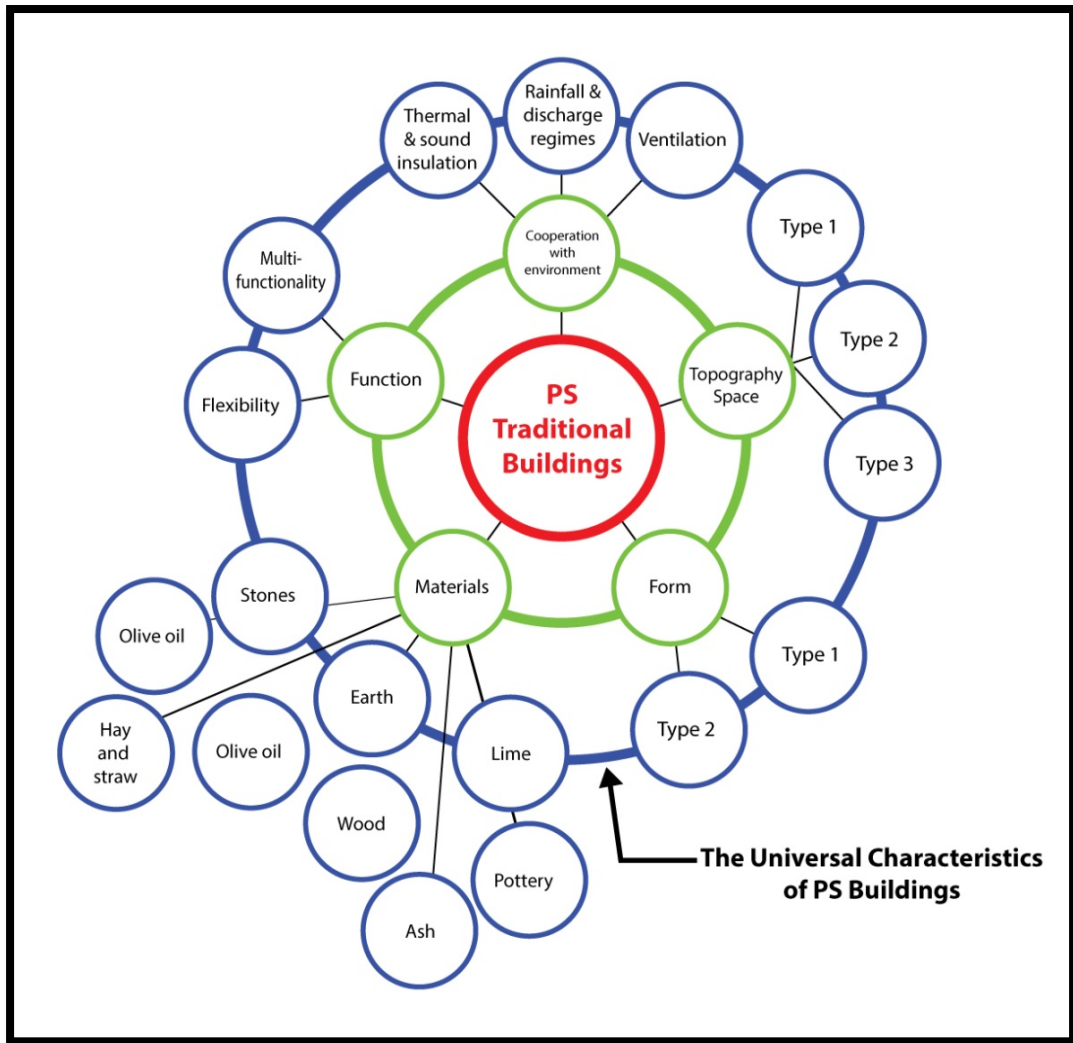 Rainfall &
discharge
regimes
Thermal
& sound
insulation
Ventilation
Type 1
Cooperation
with
environment
Multi-
functionality
Type 2
Function
Topography
Space
PS
Traditional
Buildings
Flexibility
Type 3
Stones
Materials
Form
Olive oil
Type 1
Earth
Type 2
Hay
and
straw
Olive oil
Lime
Wood
Pottery
Ash
The Universal Characteristics
of PS Buildings